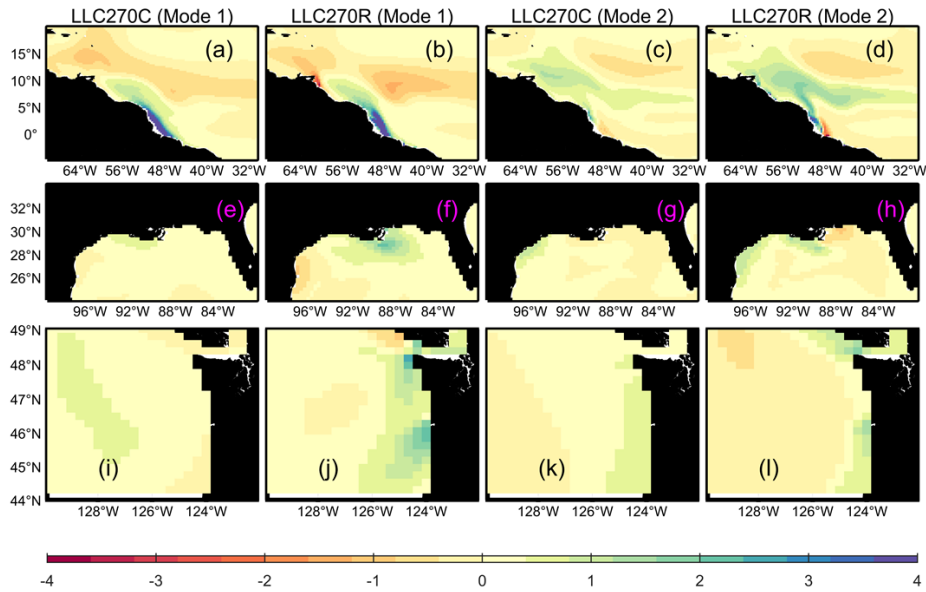 LLC270C (Mode 1) LLC270R (Mode 1) LLC270C (Mode 2) LLC270R (Mode 2)
(a) (b) (c) (d)
15°N
10°N
5°N
0°
64°W 56°W 48°W 40°W 32°W 64°W 56°W 48°W 40°W 32°W 64°W 56°W 48°W 40°W 32°W 64°W 56°W 48°W 40°W 32°W
(e) (f) (g) (h)
32°N
30°N
28°N
26°N
96°W 92°W 88°W 84°W 96°W 92°W 88°W 84°W 96°W 92°W 88°W 84°W 96°W 92°W 88°W 84°W
49°N
48°N
47°N
46°N
45°N
(i) (j) (k) (l)
44°N
128°W 126°W 124°W 128°W 126°W 124°W 128°W 126°W 124°W 128°W 126°W 124°W
-4 -3 -2 -1 0 1 2 3 4